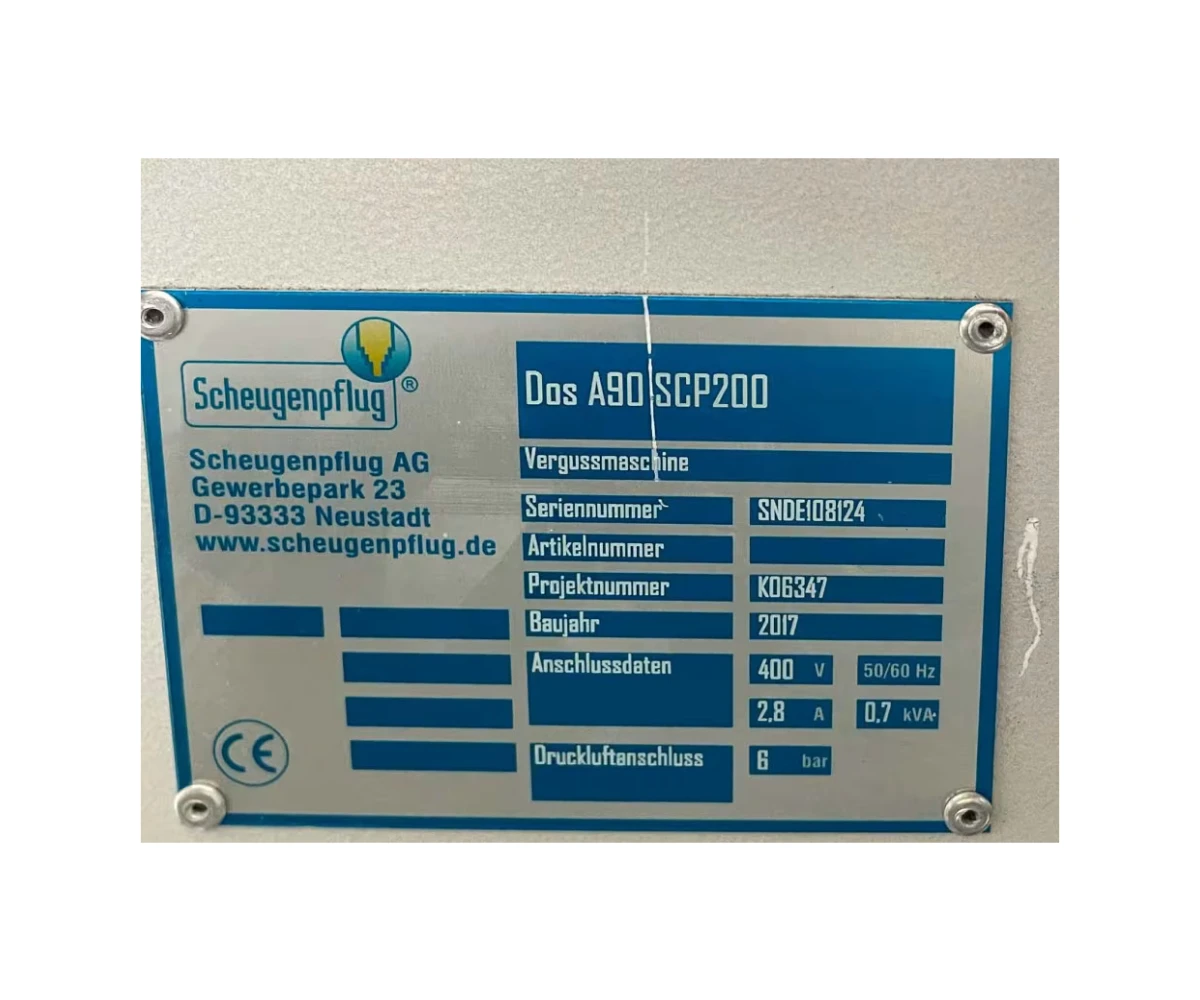 Scheugenpflug ®
Scheugenpflug AG
Gewerbepark 23
D-93333 Neustadt
www.scheugenpflug.de
CE
Dos A90 SCP200
Vergussmaschine
Seriennummer SNDE108124
Artikelnummer
Projektnummer K06347
Baujahr 2017
Anschlussdaten 400 V 50/60 Hz
2,8 A 0,7 kVA
Druckluftanschluss 6 bar